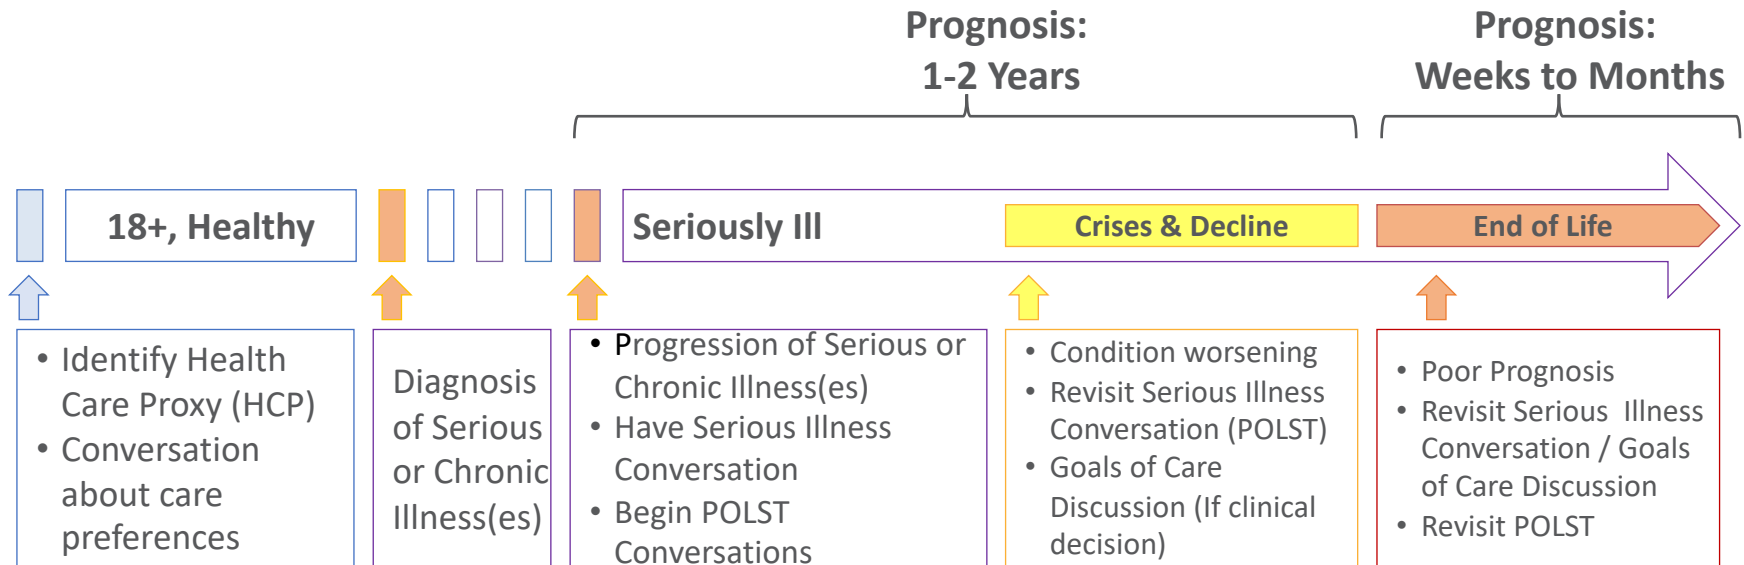 Prognosis:
1-2 Years
Prognosis:
Weeks to Months
18+, Healthy
Seriously Ill
Crises & Decline
End of Life
• Identify Health
Care Proxy (HCP)
• Conversation
about care
preferences
Diagnosis
of Serious
or Chronic
Illness(es)
• Progression of Serious or
Chronic Illness(es)
• Have Serious Illness
Conversation
• Begin POLST
Conversations
• Condition worsening
• Revisit Serious Illness
Conversation (POLST)
• Goals of Care
Discussion (If clinical
decision)
• Poor Prognosis
• Revisit Serious Illness
Conversation / Goals
of Care Discussion
• Revisit POLST